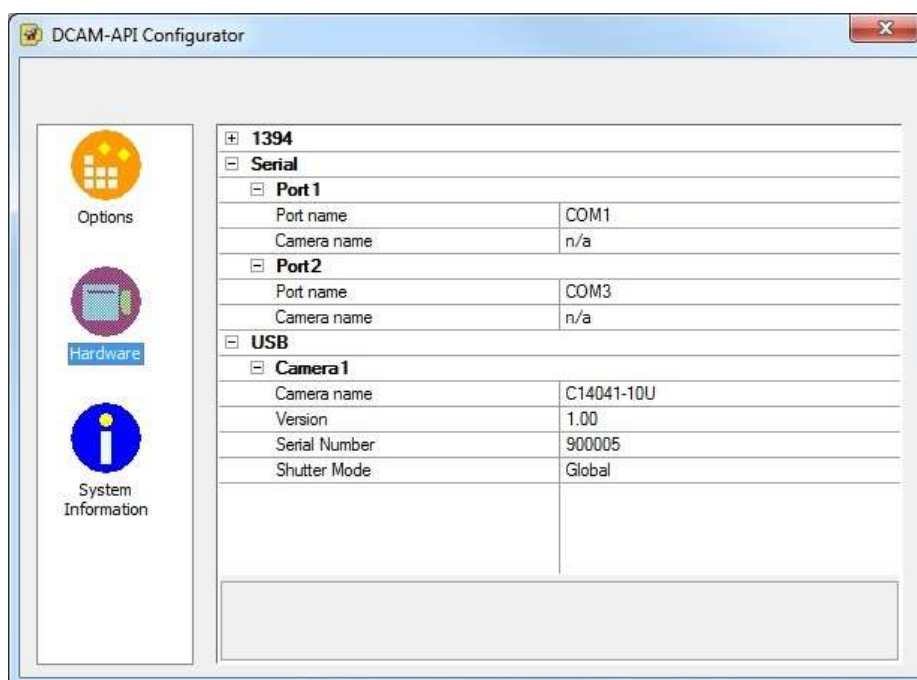 DCAM-API Configurator
Options
Hardware
System
Information
1394
Serial
Port1
Port name COM1
Camera name n/a
Port2
Port name COM3
Camera name n/a
USB
Camera1
Camera name C14041-10U
Version 1.00
Serial Number 900005
Shutter Mode Global